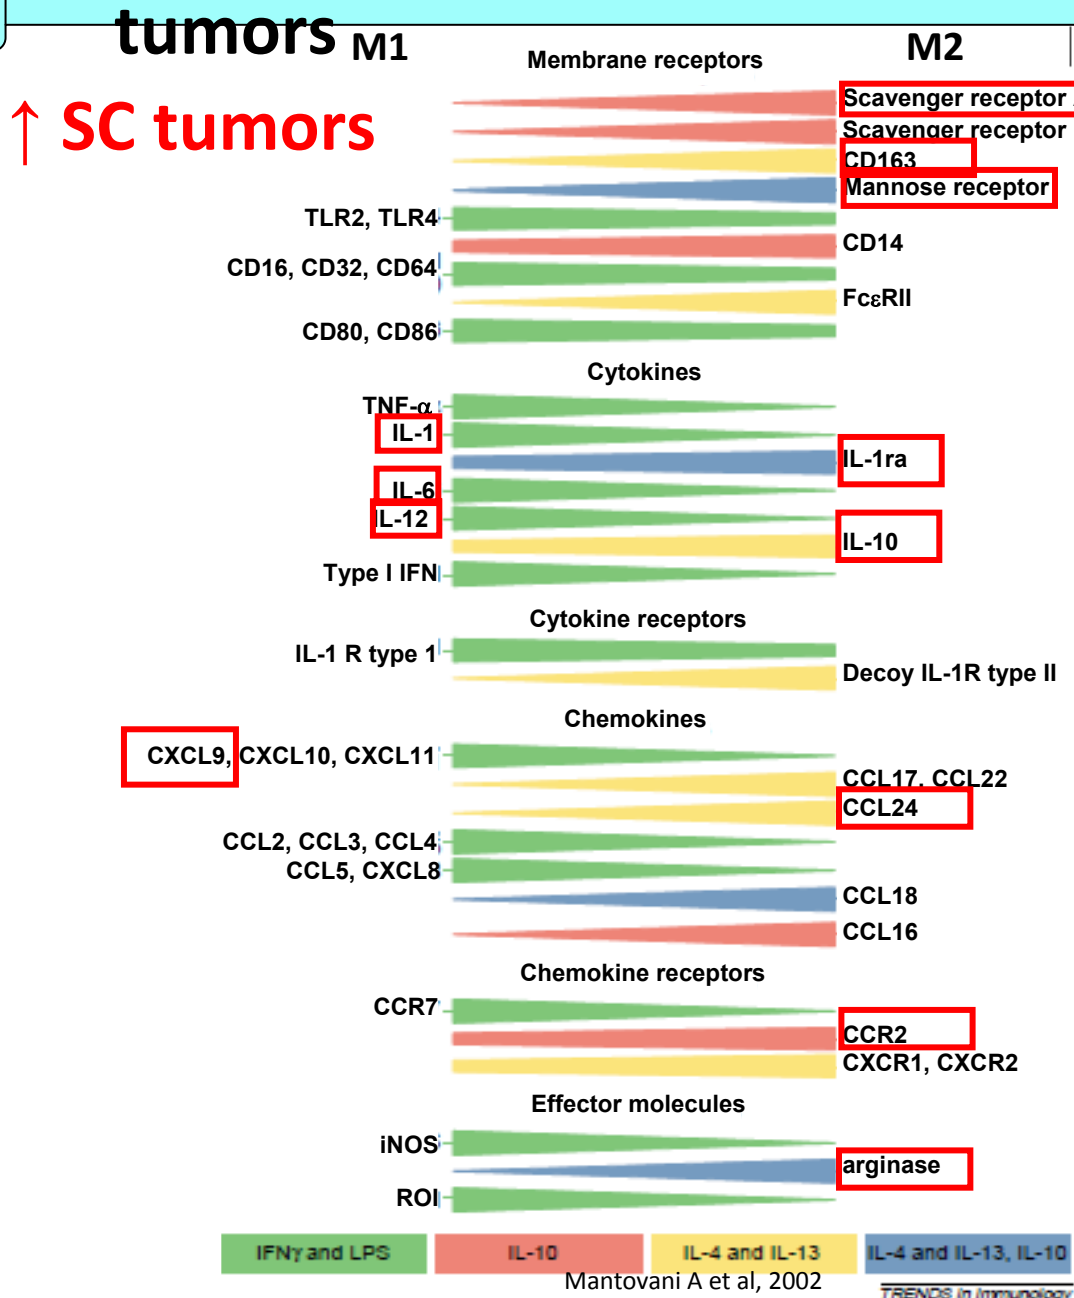 tumors
M1
M2
Membrane receptors
↑ SC tumors
Scavenger receptor
Scavenger receptor
CD163
Mannose receptor
TLR2, TLR4
CD14
CD16, CD32, CD64
FcεRII
CD80, CD86
Cytokines
TNF-α
IL-1
IL-1ra
IL-6
IL-12
IL-10
Type I IFN
Cytokine receptors
IL-1 R type 1
Decoy IL-1R type II
Chemokines
CXCL9, CXCL10, CXCL11
CCL17, CCL22
CCL24
CCL2, CCL3, CCL4
CCL5, CXCL8
CCL18
CCL16
Chemokine receptors
CCR7
CCR2
CXCR1, CXCR2
Effector molecules
iNOS
arginase
ROI
IFNγ and LPS
IL-10
IL-4 and IL-13
IL-4 and IL-13, IL-10
Mantovani A et al, 2002
TRENDS in Immunology